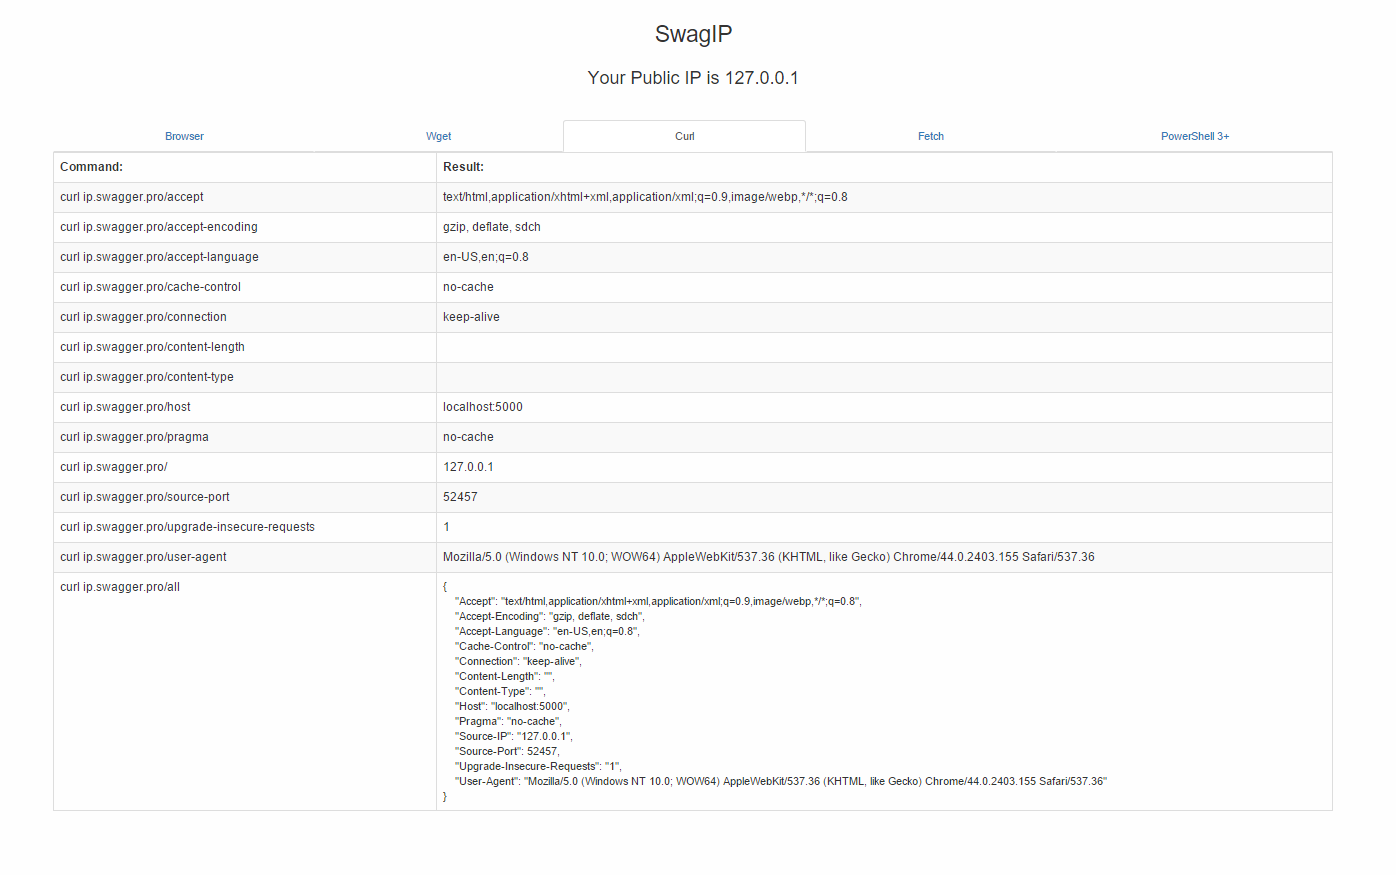 SwagIP
Your Public IP is 127.0.0.1
Browser Wget Curl Fetch PowerShell 3+
Command: Result:
curl ip.swagger.pro/accept text/html,application/xhtml+xml,application/xml;q=0.9,image/webp,*/*;q=0.8
curl ip.swagger.pro/accept-encoding gzip, deflate, sdch
curl ip.swagger.pro/accept-language en-US,en;q=0.8
curl ip.swagger.pro/cache-control no-cache
curl ip.swagger.pro/connection keep-alive
curl ip.swagger.pro/content-length
curl ip.swagger.pro/content-type
curl ip.swagger.pro/host localhost:5000
curl ip.swagger.pro/pragma no-cache
curl ip.swagger.pro/ 127.0.0.1
curl ip.swagger.pro/source-port 52457
curl ip.swagger.pro/upgrade-insecure-requests 1
curl ip.swagger.pro/user-agent Mozilla/5.0 (Windows NT 10.0; WOW64) AppleWebKit/537.36 (KHTML, like Gecko) Chrome/44.0.2403.155 Safari/537.36
curl ip.swagger.pro/all {
"Accept": "text/html,application/xhtml+xml,application/xml;q=0.9,image/webp,*/*;q=0.8",
"Accept-Encoding": "gzip, deflate, sdch",
"Accept-Language": "en-US,en;q=0.8",
"Cache-Control": "no-cache",
"Connection": "keep-alive",
"Content-Length": "",
"Content-Type": "",
"Host": "localhost:5000",
"Pragma": "no-cache",
"Source-IP": "127.0.0.1",
"Source-Port": 52457,
"Upgrade-Insecure-Requests": "1",
"User-Agent": "Mozilla/5.0 (Windows NT 10.0; WOW64) AppleWebKit/537.36 (KHTML, like Gecko) Chrome/44.0.2403.155 Safari/537.36"
}